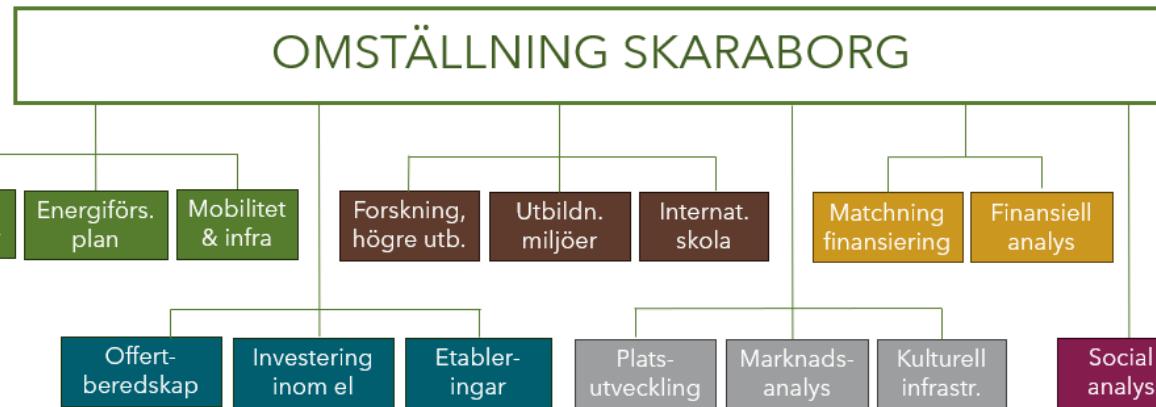 OMSTÄLLNING SKARABORG
Energiförs.
plan
Mobilitet
& infra
Forskning,
högre utb.
Utbildn.
miljöer
Internat.
skola
Matchning
finansiering
Finansiell
analys
Offert-
beredskap
Investering
inom el
Etabler-
ingar
Plats-
utveckling
Marknads-
analys
Kulturell
infrastr.
Social
analys